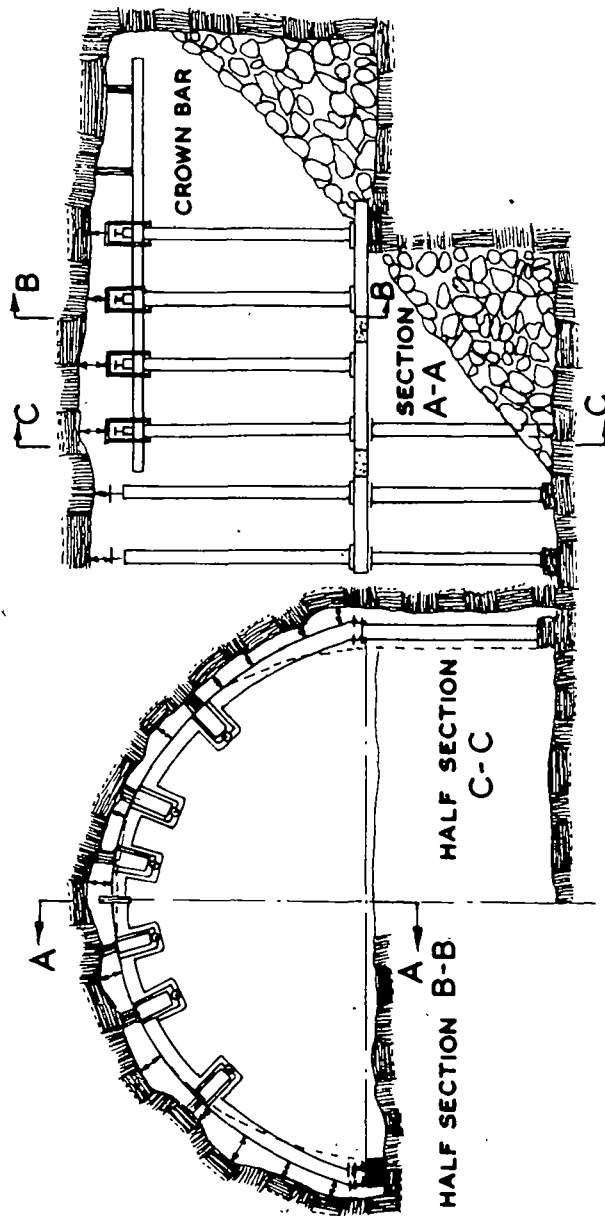 A
A
HALF SECTION B-B
HALF SECTION
C-C
C
B
CROWN BAR
B
SECTION
A-A
C